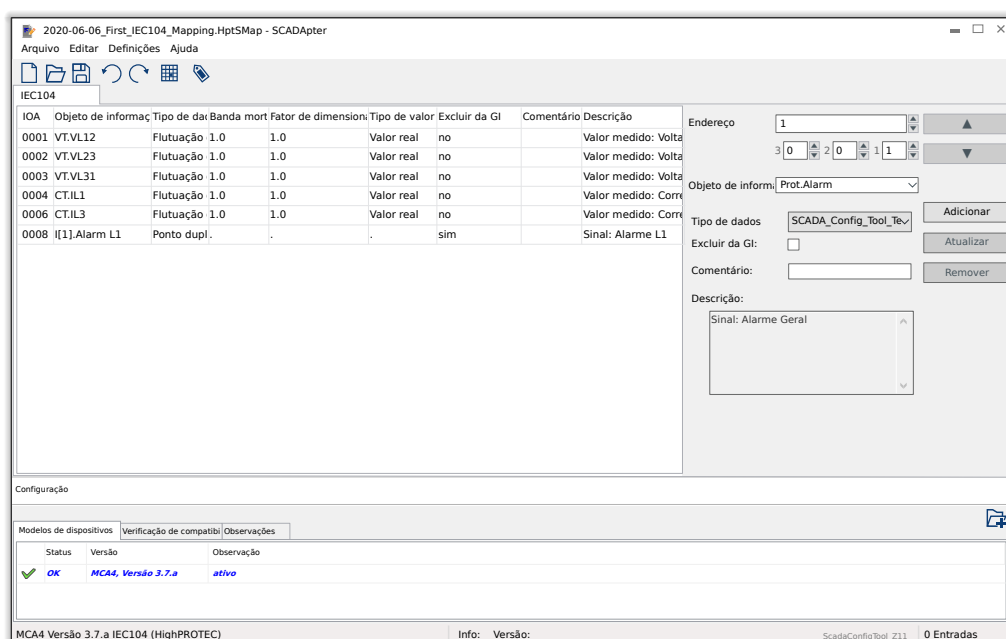 2020-06-06_First_IEC104_Mapping.HptSMap - SCADApter
Arquivo Editar Definições Ajuda
IEC104
IOA Objeto de informaç Tipo de dad Banda mort Fator de dimensiona Tipo de valor Excluir da GI Comentário Descrição
0001 VT.VL12 Flutuação 1.0 1.0 Valor real no Valor medido: Volta
0002 VT.VL23 Flutuação 1.0 1.0 Valor real no Valor medido: Volta
0003 VT.VL31 Flutuação 1.0 1.0 Valor real no Valor medido: Volta
0004 CT.IL1 Flutuação 1.0 1.0 Valor real no Valor medido: Corre
0006 CT.IL3 Flutuação 1.0 1.0 Valor real no Valor medido: Corre
0008 I[1].Alarm L1 Ponto dupl . . . sim Sinal: Alarme L1
Endereço 1
3 0 2 0 1 1
Objeto de informa Prot.Alarm
Tipo de dados SCADA_Config_Tool_Te
Excluir da GI:
Comentário:
Descrição:
Sinal: Alarme Geral
Adicionar
Atualizar
Remover
Configuração
Modelos de dispositivos Verificação de compatibi Observações
Status Versão Observação
OK MCA4, Versão 3.7.a ativo
MCA4 Versão 3.7.a IEC104 (HighPROTEC) Info: Versão: ScadaConfigTool_Z11 0 Entradas